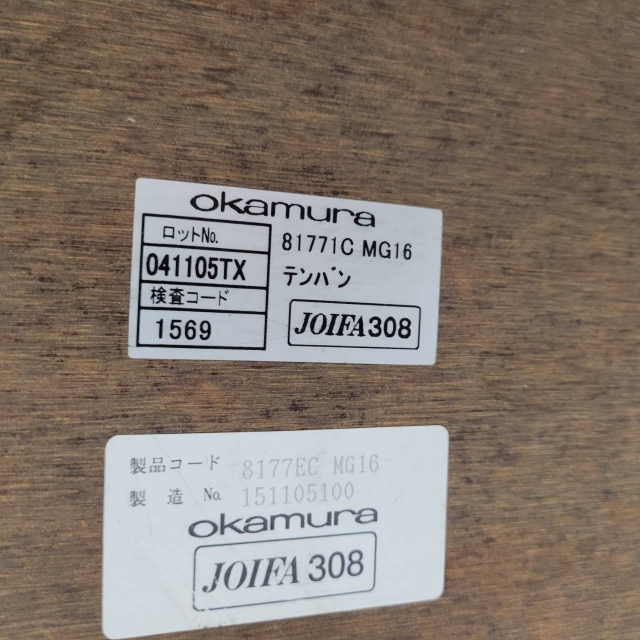 okamura
ロットNo.
81771C MG16
041105TX
テンバン
検査コード
1569
JOIFA308
製品コード 8177EC MG16
製造 No. 151105100
okamura
JOIFA 308